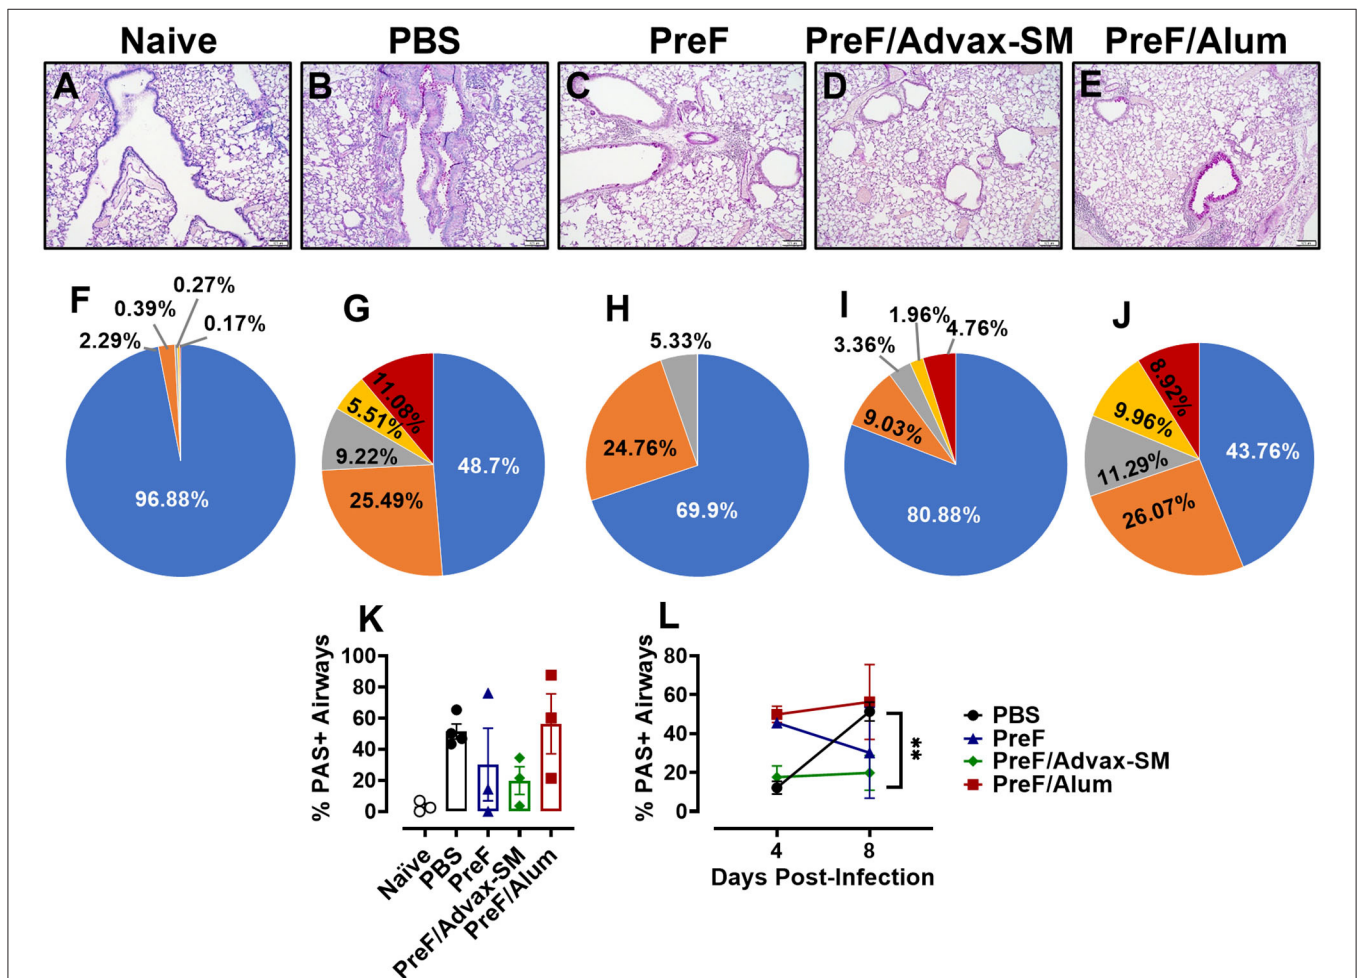 Naive PBS PreF PreF/Advax-SM PreF/Alum
A B C D E
F G H I J
2.29% 0.39% 0.27% 0.17%
96.88%
11.08%
5.51%
9.22%
25.49%
48.7%
5.33%
24.76%
69.9%
3.36% 1.96% 4.76%
9.03%
80.88%
8.92%
9.96%
11.29%
26.07%
43.76%
K
% PAS+ Airways
100
80
60
40
20
0
Naïve PBS PreF PreF/Advax-SM PreF/Alum
L
% PAS+ Airways
80
60
40
20
0
4 8
Days Post-Infection
**
PBS
PreF
PreF/Advax-SM
PreF/Alum